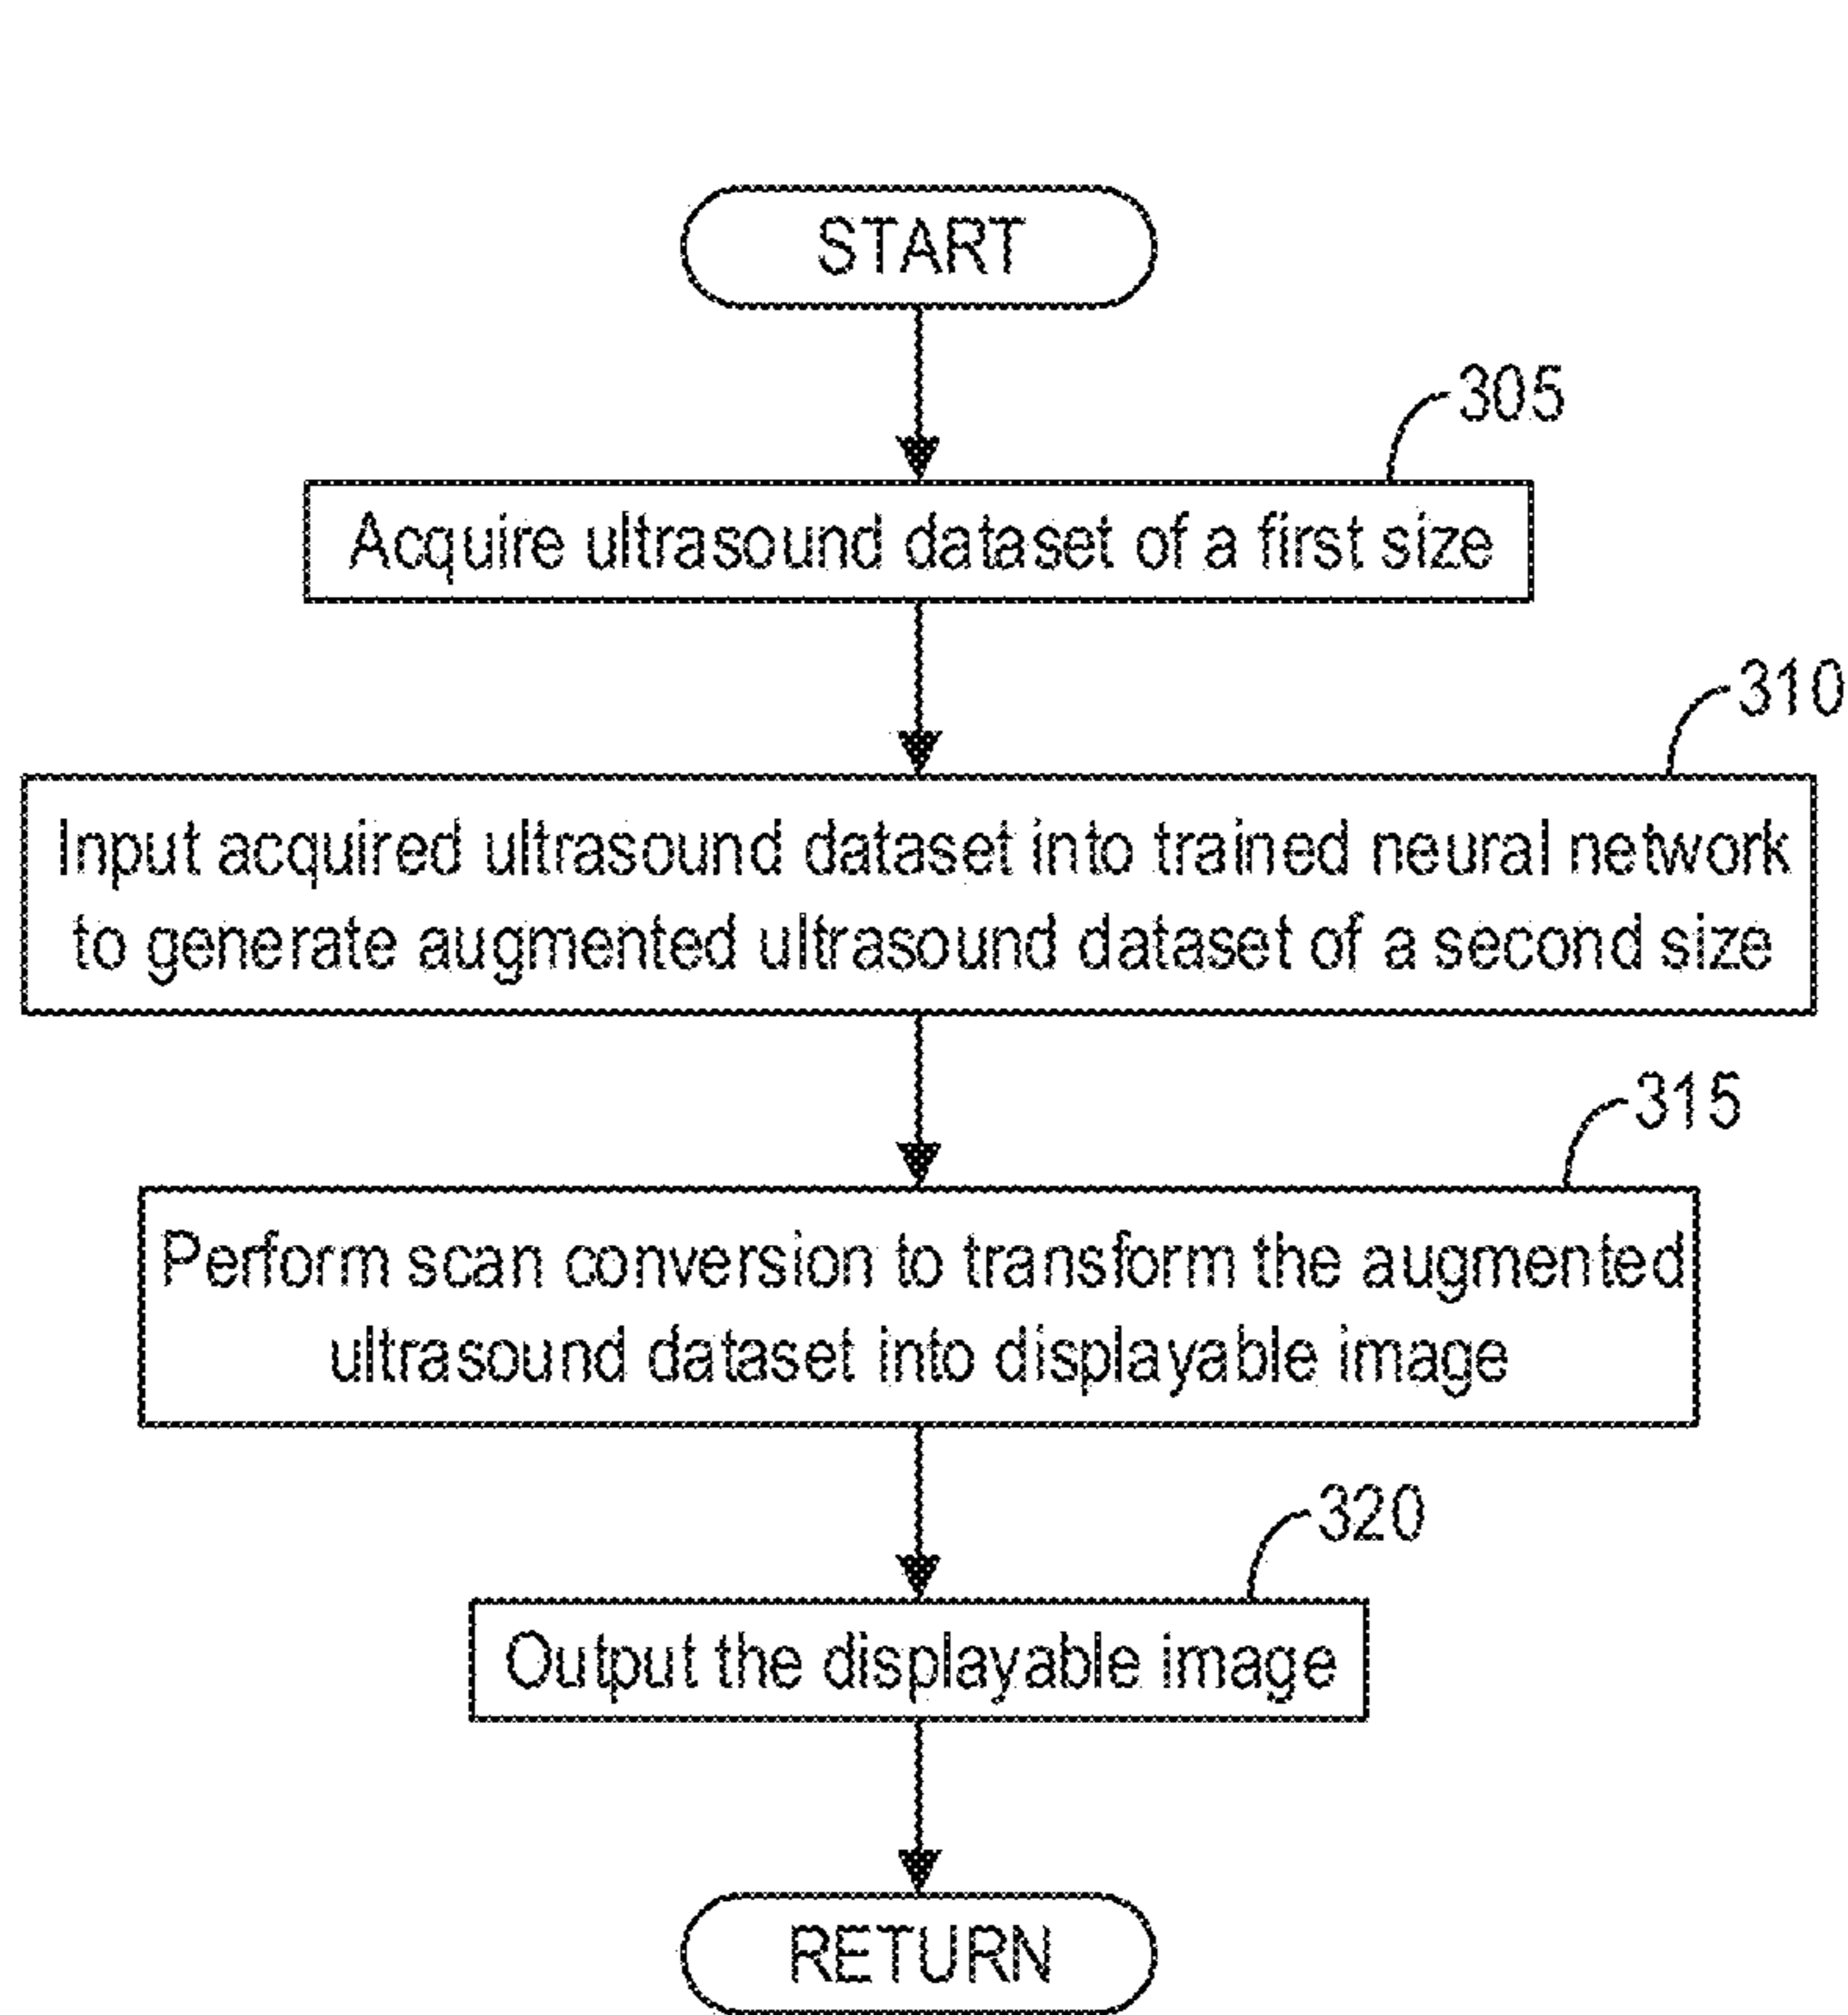 START
305
Acquire ultrasound dataset of a first size
310
Input acquired ultrasound dataset into trained neural network
to generate augmented ultrasound dataset of a second size
315
Perform scan conversion to transform the augmented
ultrasound dataset into displayable image
320
Output the displayable image
RETURN